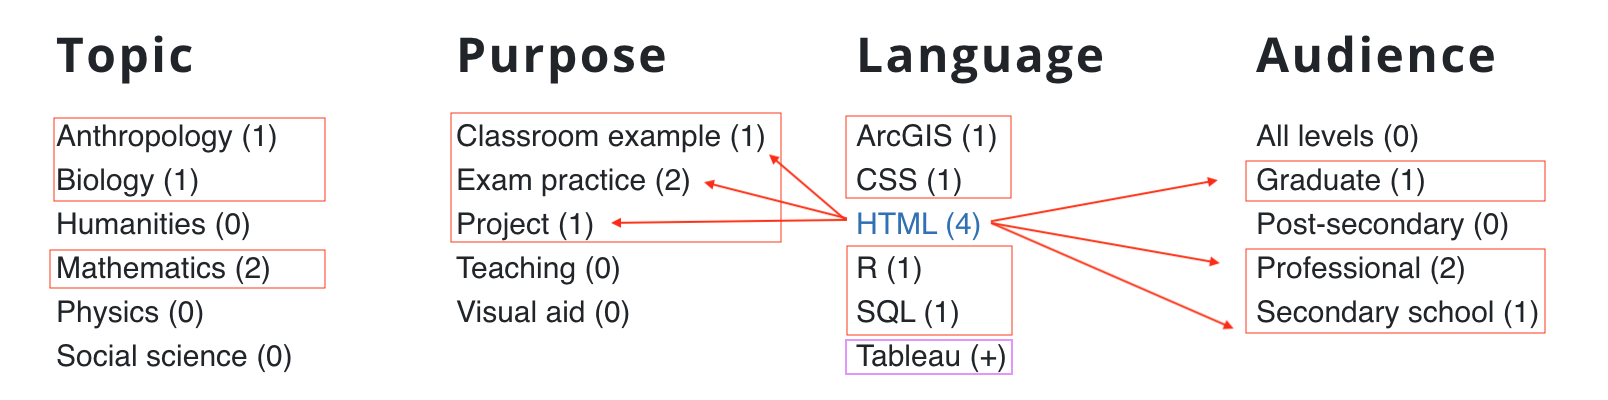 Topic
Anthropology (1)
Biology (1)
Humanities (0)
Mathematics (2)
Physics (0)
Social science (0)
Purpose
Classroom example (1)
Exam practice (2)
Project (1)
Teaching (0)
Visual aid (0)
Language
ArcGIS (1)
CSS (1)
HTML (4)
R (1)
SQL (1)
Tableau (+)
Audience
All levels (0)
Graduate (1)
Post-secondary (0)
Professional (2)
Secondary school (1)